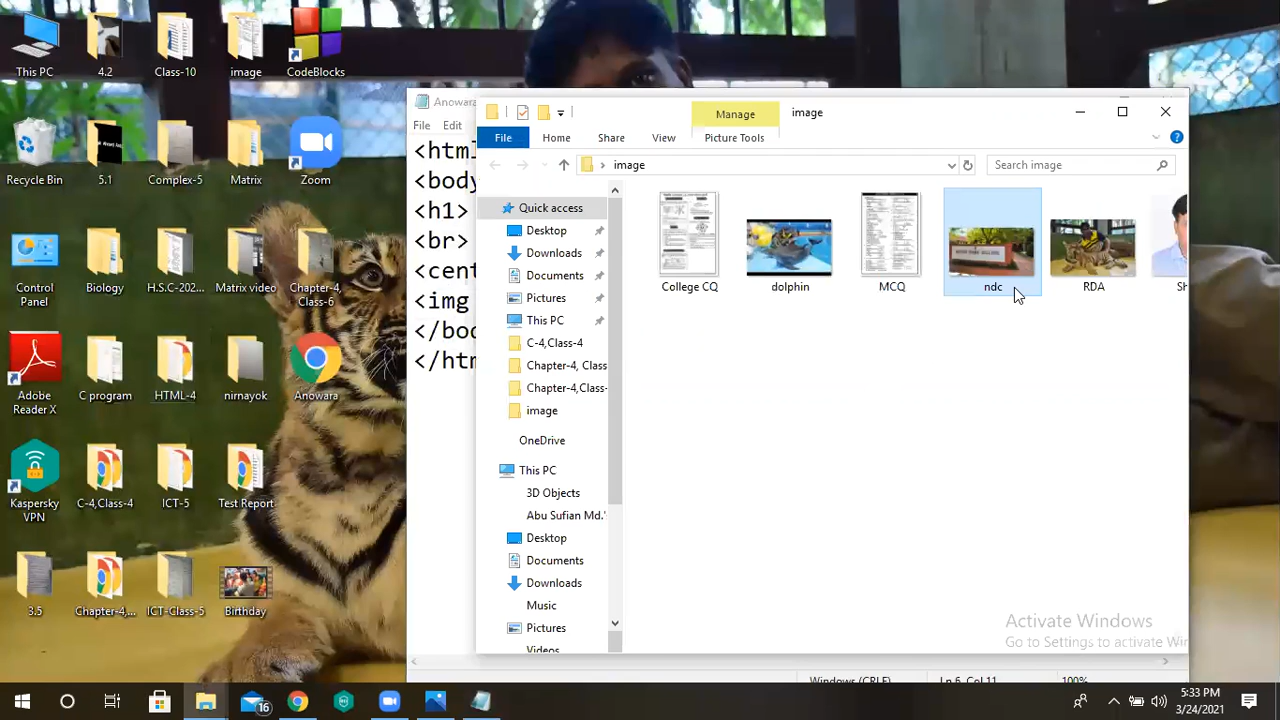 This PC
4.2
Class-10
image
CodeBlocks
Recycle Bin
5.1
Complex-5
Matrix
Zoom
Control
Panel
Biology
H.S.C-202...
Matrix video
Chapter-4,
Class-6
Adobe
Reader X
C program
HTML-4
nirnayok
Anowara
Kaspersky
VPN
C-4,Class-4
ICT-5
Test Report
3.5
Chapter-4,...
ICT-Class-5
Birthday
Anowara
File Edit
<html
<body
<h1>
<br>
<cent
<img
</bod
</htm
Manage
image
File
Home
Share
View
Picture Tools
image
Search image
Quick access
Desktop
Downloads
Documents
Pictures
This PC
C-4,Class-4
Chapter-4, Class
Chapter-4,Class-
image
OneDrive
This PC
3D Objects
Abu Sufian Md.'
Desktop
Documents
Downloads
Music
Pictures
Videos
College CQ
dolphin
MCQ
ndc
RDA
Sh
Activate Windows
Go to Settings to activate Wi
Windows (CRLF)
Ln 6, Col 11
100%
16
5:33 PM
3/24/2021